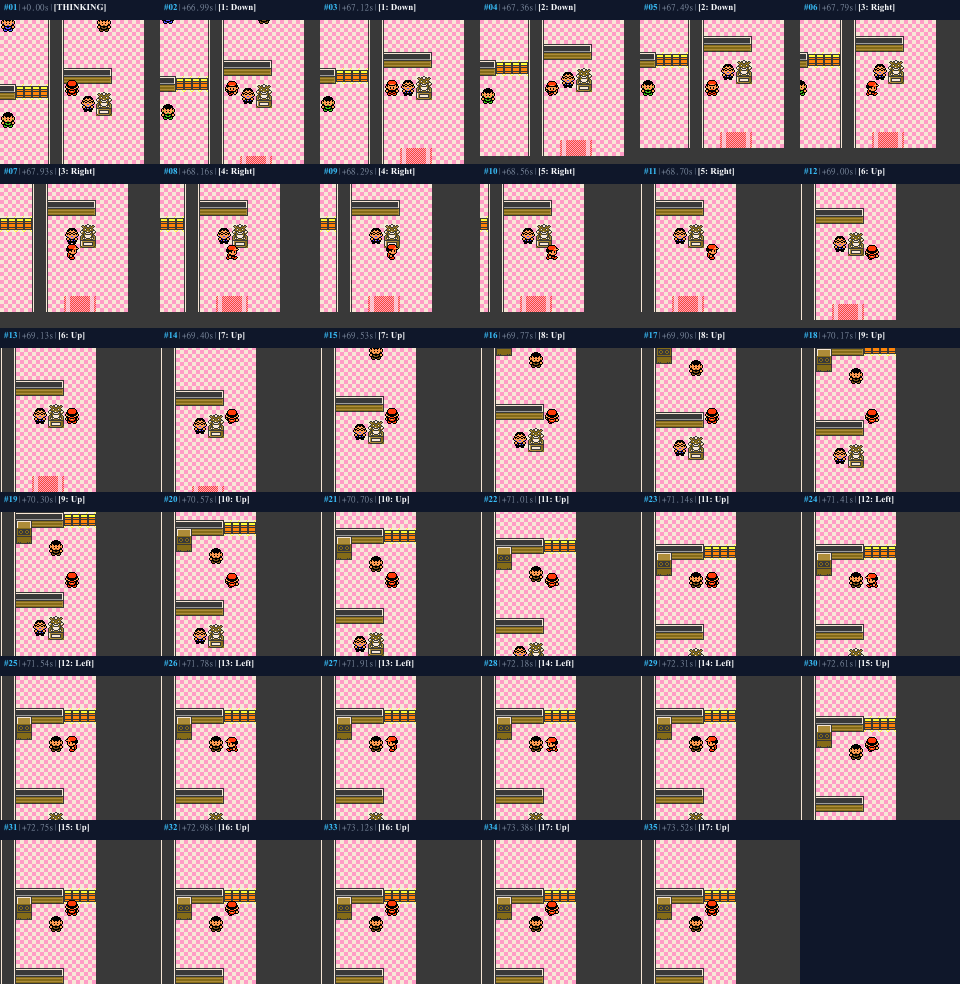 #01|+0.00s| [THINKING]
#02|+66.99s| [1: Down]
#03|+67.12s| [1: Down]
#04|+67.36s| [2: Down]
#05|+67.49s| [2: Down]
#06|+67.79s| [3: Right]
#07|+67.93s| [3: Right]
#08|+68.16s| [4: Right]
#09|+68.29s| [4: Right]
#10|+68.56s| [5: Right]
#11|+68.70s| [5: Right]
#12|+69.00s| [6: Up]
#13|+69.13s| [6: Up]
#14|+69.40s| [7: Up]
#15|+69.53s| [7: Up]
#16|+69.77s| [8: Up]
#17|+69.90s| [8: Up]
#18|+70.17s| [9: Up]
#19|+70.30s| [9: Up]
#20|+70.57s| [10: Up]
#21|+70.70s| [10: Up]
#22|+71.01s| [11: Up]
#23|+71.14s| [11: Up]
#24|+71.41s| [12: Left]
#25|+71.54s| [12: Left]
#26|+71.78s| [13: Left]
#27|+71.91s| [13: Left]
#28|+72.18s| [14: Left]
#29|+72.31s| [14: Left]
#30|+72.61s| [15: Up]
#31|+72.75s| [15: Up]
#32|+72.98s| [16: Up]
#33|+73.12s| [16: Up]
#34|+73.38s| [17: Up]
#35|+73.52s| [17: Up]